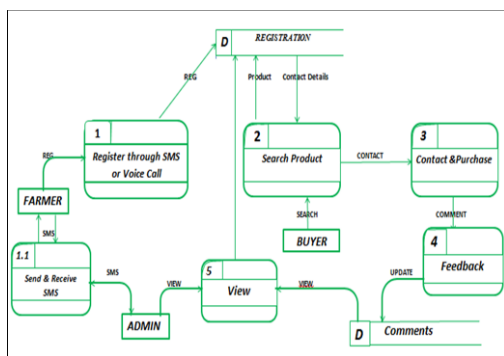 D REGISTRATION
REG
Product
Contact Details
1
Register through SMS
or Voice Call
2
Search Product
CONTACT
3
Contact &Purchase
REG
FARMER
SMS
SEARCH
BUYER
COMMENT
4
Feedback
1.1
Send & Receive
SMS
SMS
ADMIN
VIEW
5
View
VIEW
UPDATE
D Comments